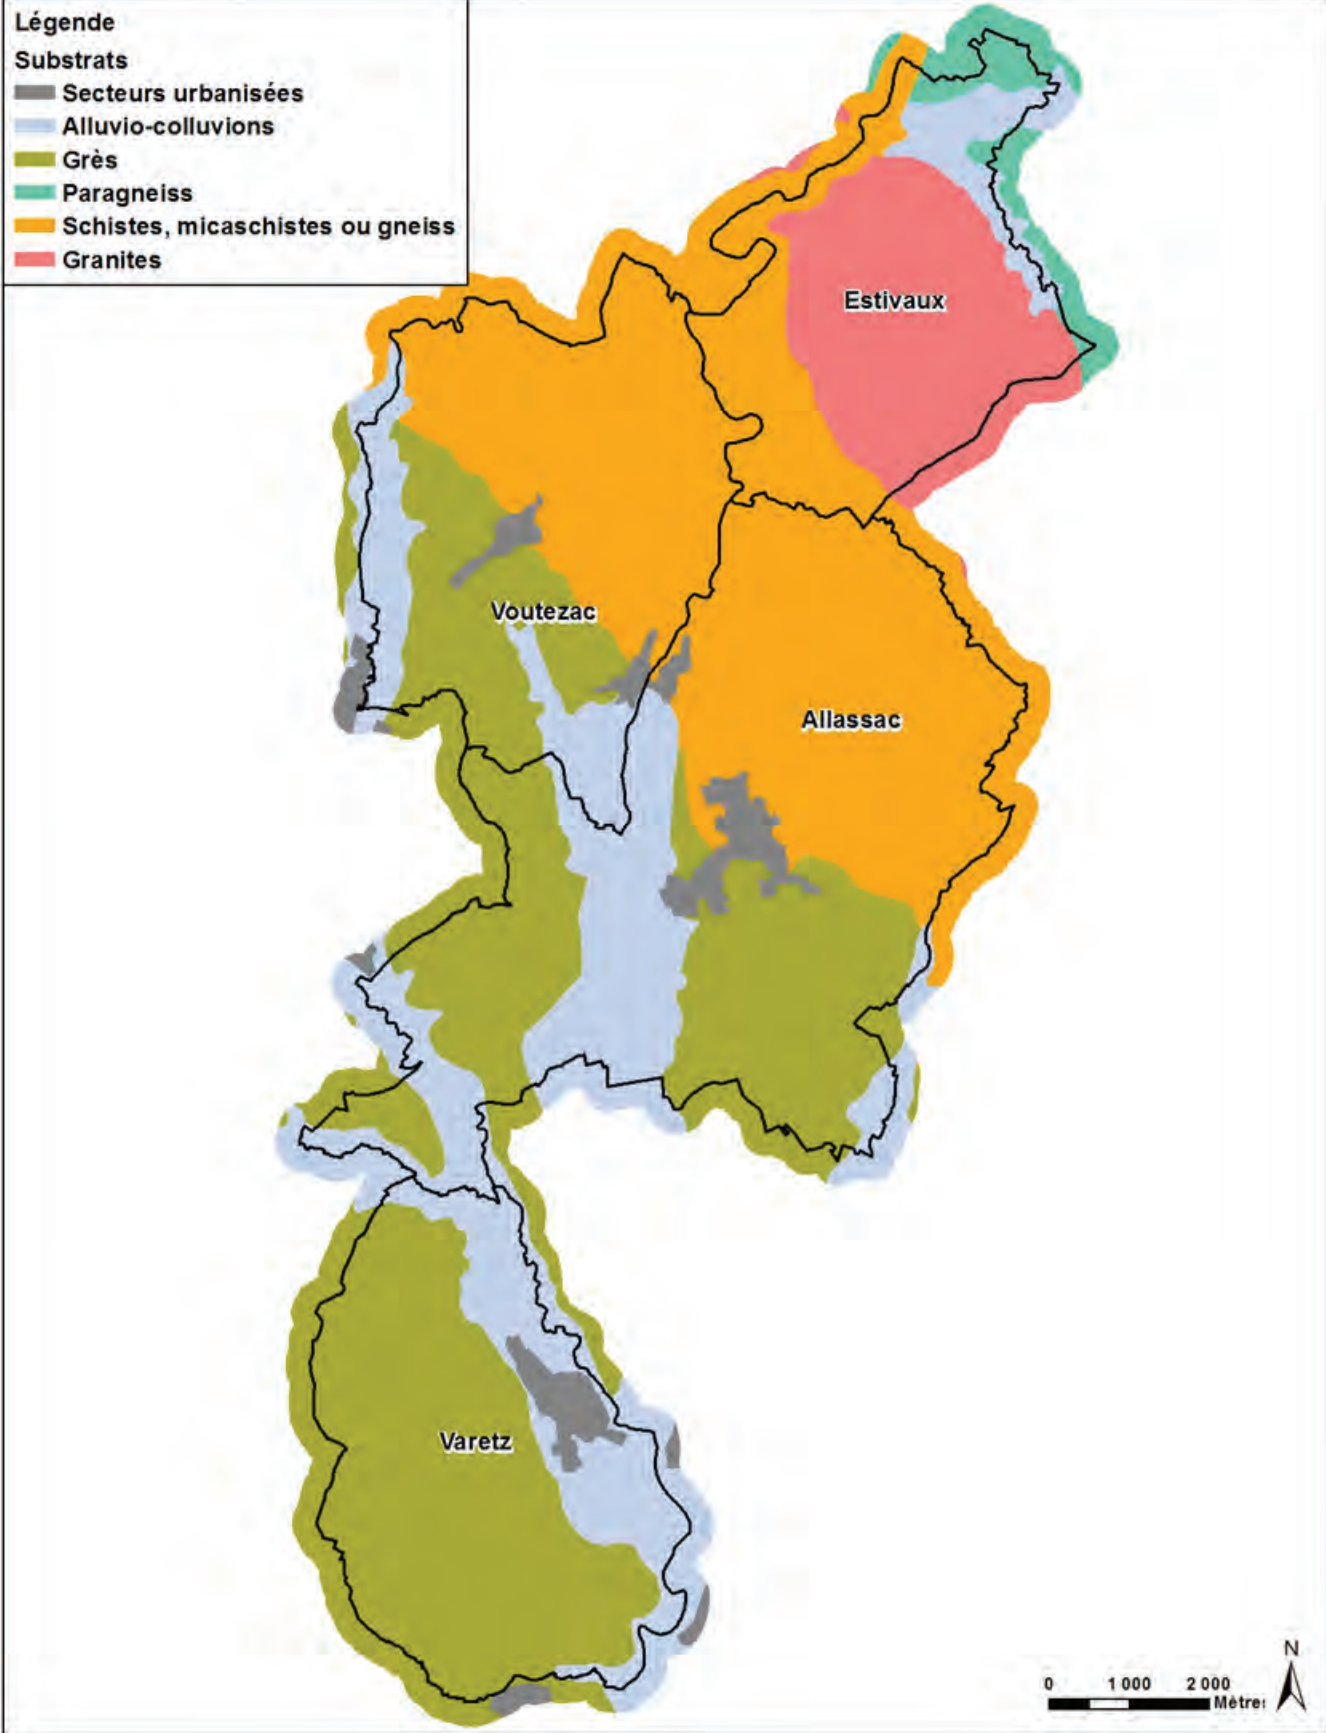 Légende
Substrats
Secteurs urbanisées
Alluvio-colluvions
Grès
Paragneiss
Schistes, micaschistes ou gneiss
Granites
Estivaux
Voutezac
Allassac
Varetz
N
0 1 000 2 000
Mètre